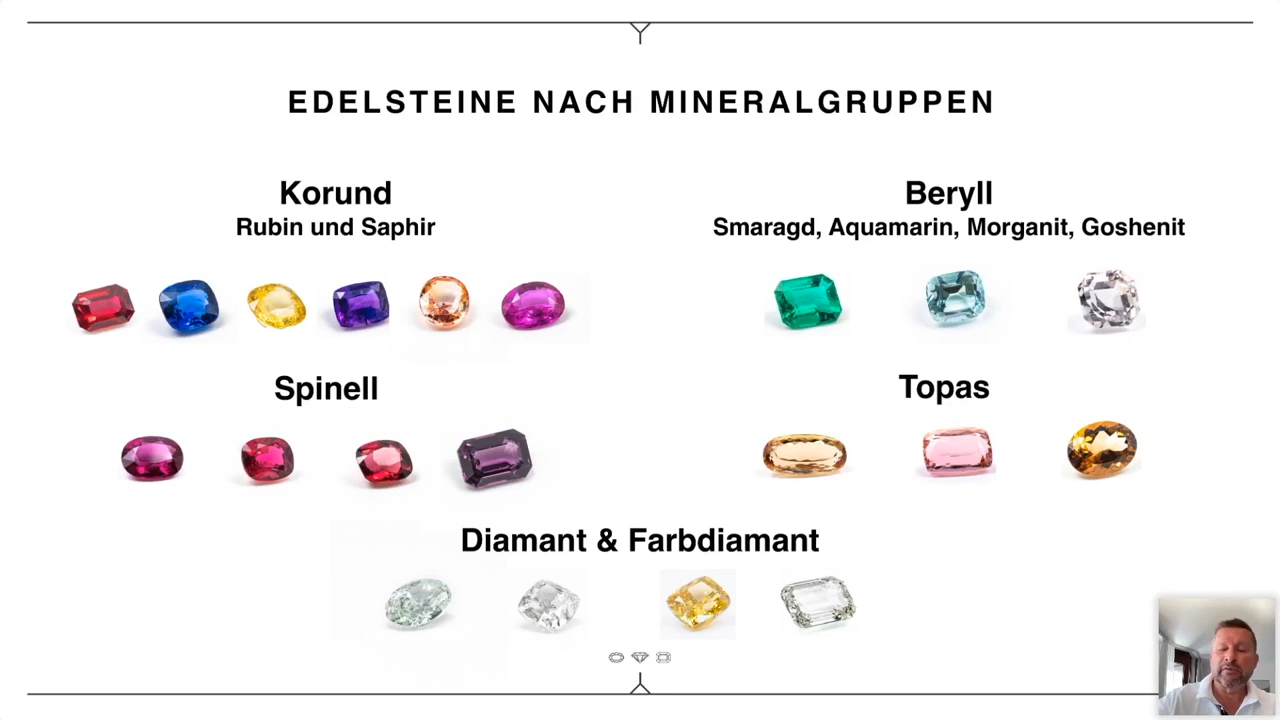 EDELSTEINE NACH MINERALGRUPPEN
Korund
Rubin und Saphir
Beryll
Smaragd, Aquamarin, Morganit, Goshenit
Spinell
Topas
Diamant & Farbdiamant